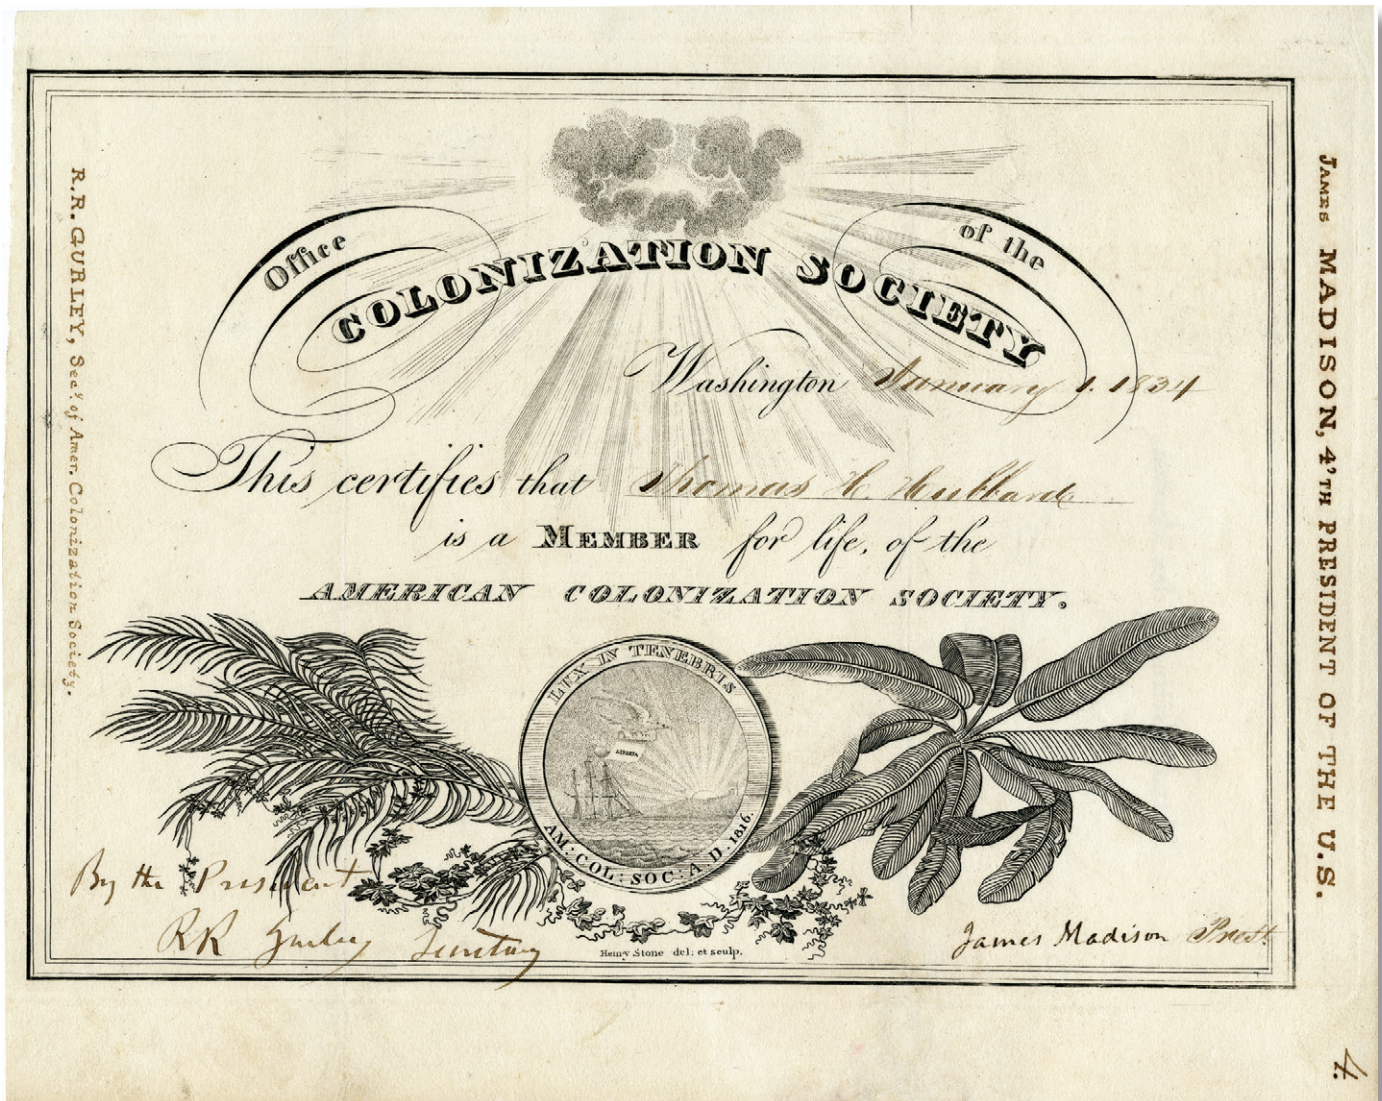 Office of the
COLONIZATION SOCIETY
Washington January 1. 1834
This certifies that Thomas H. Hubbard
is a MEMBER for life, of the
AMERICAN COLONIZATION SOCIETY.
LUX IN TENEBRIS
AM: COL: SOC: A. D. 1816.
By the President
RR Gurley Secretary
Henry Stone del: et sculp.
James Madison Prest
R.R. GURLEY, Secy. of Amer. Colonization Society.
JAMES MADISON, 4'TH PRESIDENT OF THE U.S.
4.